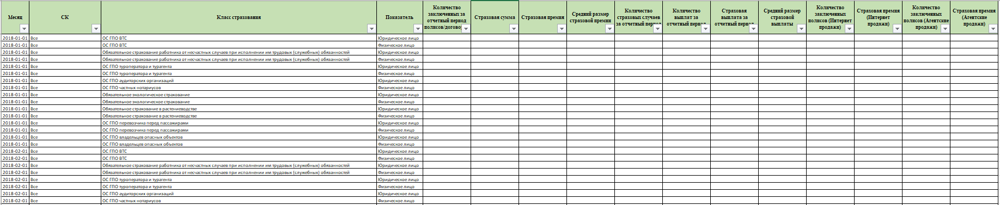 Месяц	СК	Класс страхования	Показатель	Количество заключенных за отчетный период полисов/догово	Страховая сумма	Страховая премия	Средний размер страховой премии	Количество страховых случаев за отчетный период	Количество выплат за отчетный период	Страховая выплата за отчетный период	Средний размер страховой выплаты	Количество заключенных полисов (Интернет продажи)	Страховая премия (Интернет продажи)	Количество заключенных полисов (Агентские продажи)	Страховая премия (Агентские продажи)
2018-01-01	Все	ОС ГПО ВТС	Юридическое лицо
2018-01-01	Все	ОС ГПО ВТС	Физическое лицо
2018-01-01	Все	Обязательное страхование работника от несчастных случаев при исполнении им трудовых (служебных) обязанностей	Юридическое лицо
2018-01-01	Все	Обязательное страхование работника от несчастных случаев при исполнении им трудовых (служебных) обязанностей	Физическое лицо
2018-01-01	Все	ОС ГПО туроператора и турагента	Юридическое лицо
2018-01-01	Все	ОС ГПО туроператора и турагента	Физическое лицо
2018-01-01	Все	ОС ГПО аудиторских организаций	Юридическое лицо
2018-01-01	Все	ОС ГПО частных нотариусов	Физическое лицо
2018-01-01	Все	Обязательное экологическое страхование	Юридическое лицо
2018-01-01	Все	Обязательное экологическое страхование	Физическое лицо
2018-01-01	Все	Обязательное страхование в растениеводстве	Юридическое лицо
2018-01-01	Все	Обязательное страхование в растениеводстве	Физическое лицо
2018-01-01	Все	ОС ГПО перевозчика перед пассажирами	Юридическое лицо
2018-01-01	Все	ОС ГПО перевозчика перед пассажирами	Физическое лицо
2018-01-01	Все	ОС ГПО владельцев опасных объектов	Юридическое лицо
2018-01-01	Все	ОС ГПО владельцев опасных объектов	Физическое лицо
2018-02-01	Все	ОС ГПО ВТС	Юридическое лицо
2018-02-01	Все	ОС ГПО ВТС	Физическое лицо
2018-02-01	Все	Обязательное страхование работника от несчастных случаев при исполнении им трудовых (служебных) обязанностей	Юридическое лицо
2018-02-01	Все	Обязательное страхование работника от несчастных случаев при исполнении им трудовых (служебных) обязанностей	Физическое лицо
2018-02-01	Все	ОС ГПО туроператора и турагента	Юридическое лицо
2018-02-01	Все	ОС ГПО туроператора и турагента	Физическое лицо
2018-02-01	Все	ОС ГПО аудиторских организаций	Юридическое лицо
2018-02-01	Все	ОС ГПО частных нотариусов	Физическое лицо